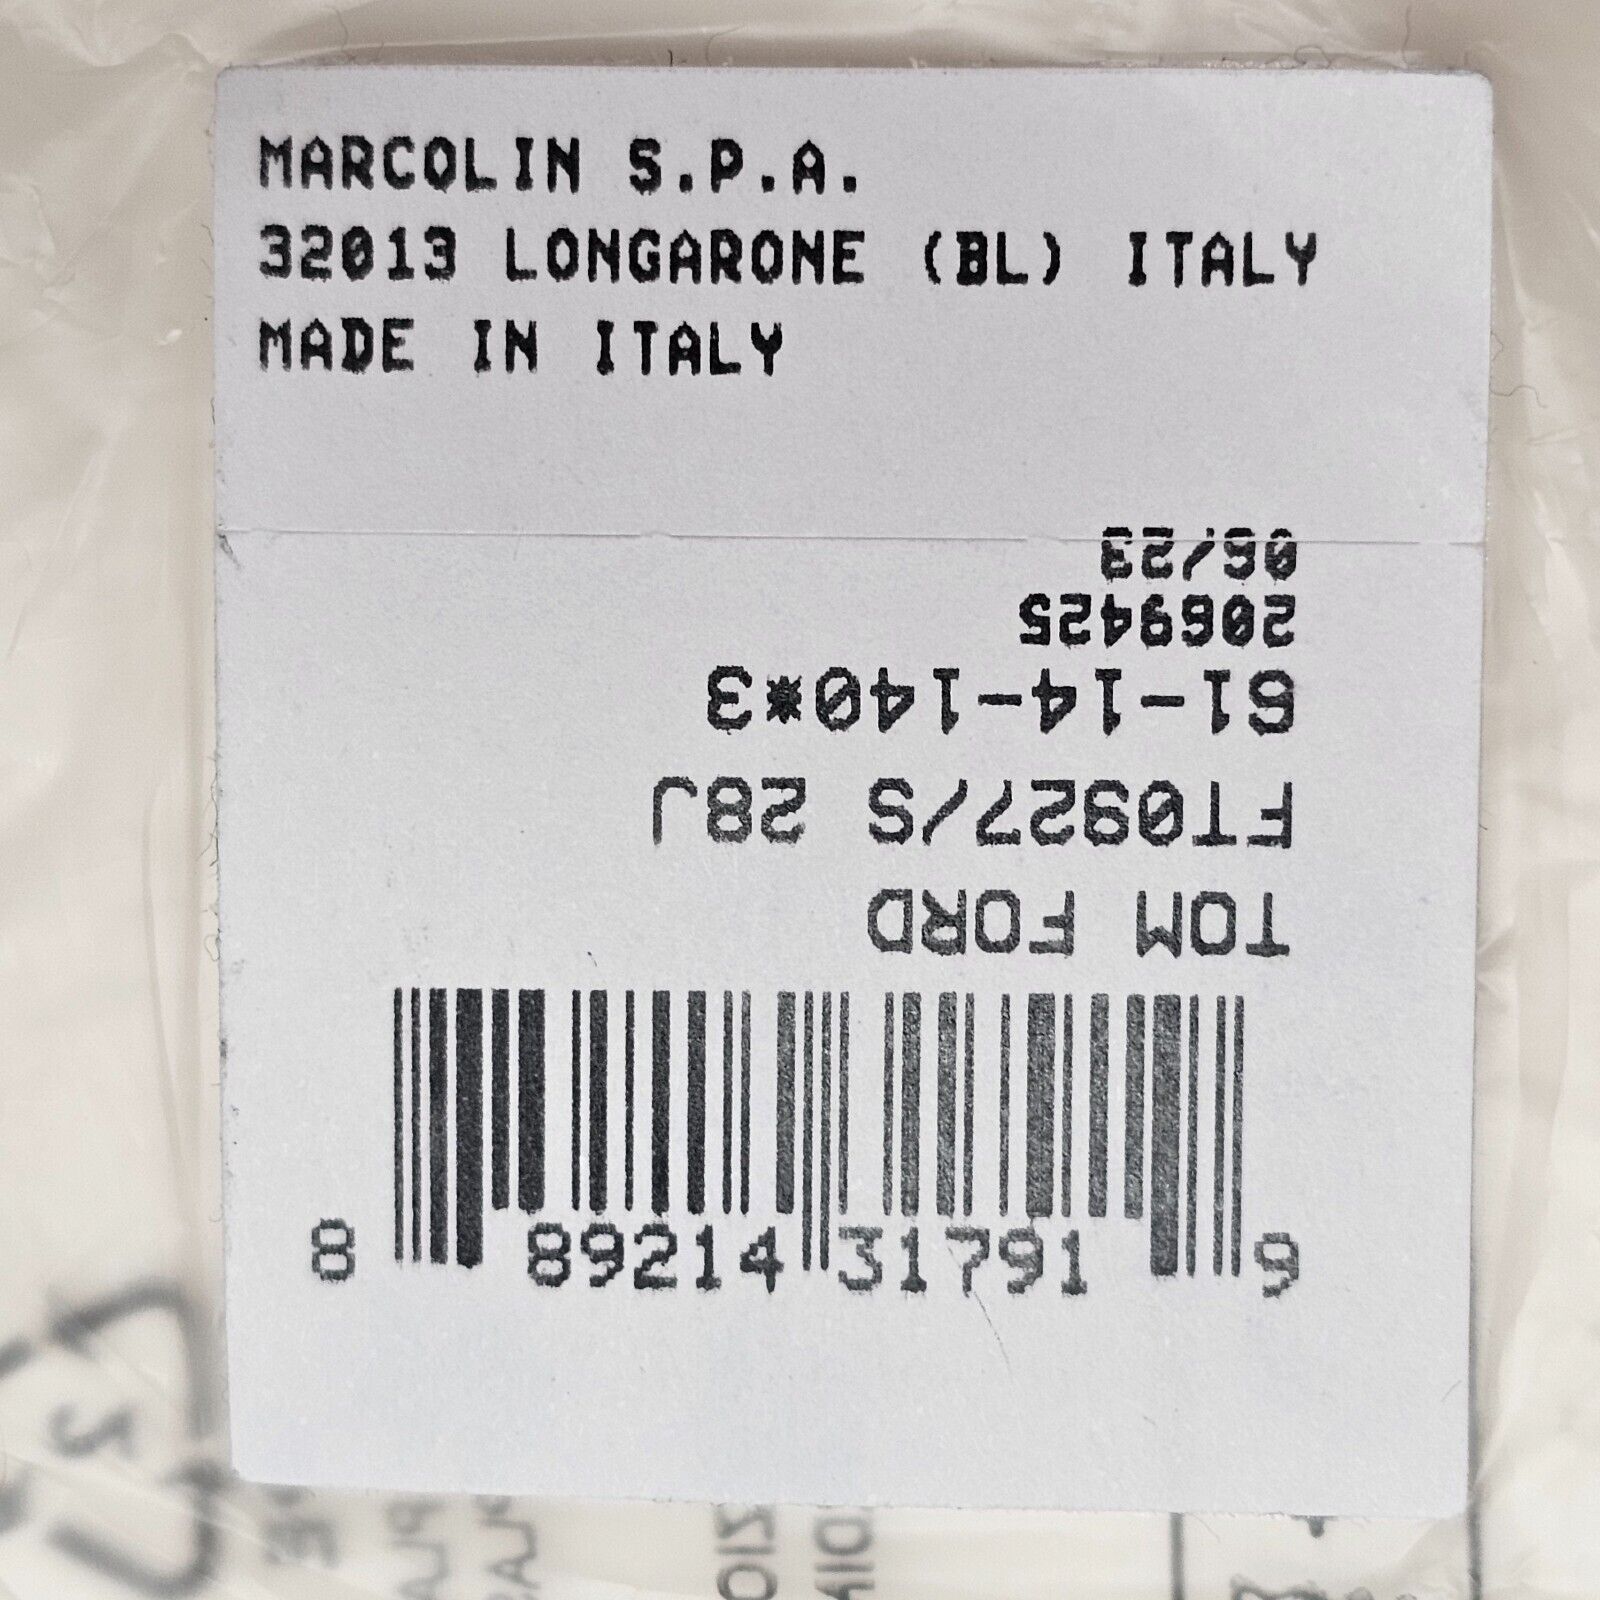 MARCOLIN S.P.A.
32013 LONGARONE (BL) ITALY
MADE IN ITALY
TOM FORD
FT0927/S 28J
61-14-140*3
2069425
06/23
8 89214 31791 9